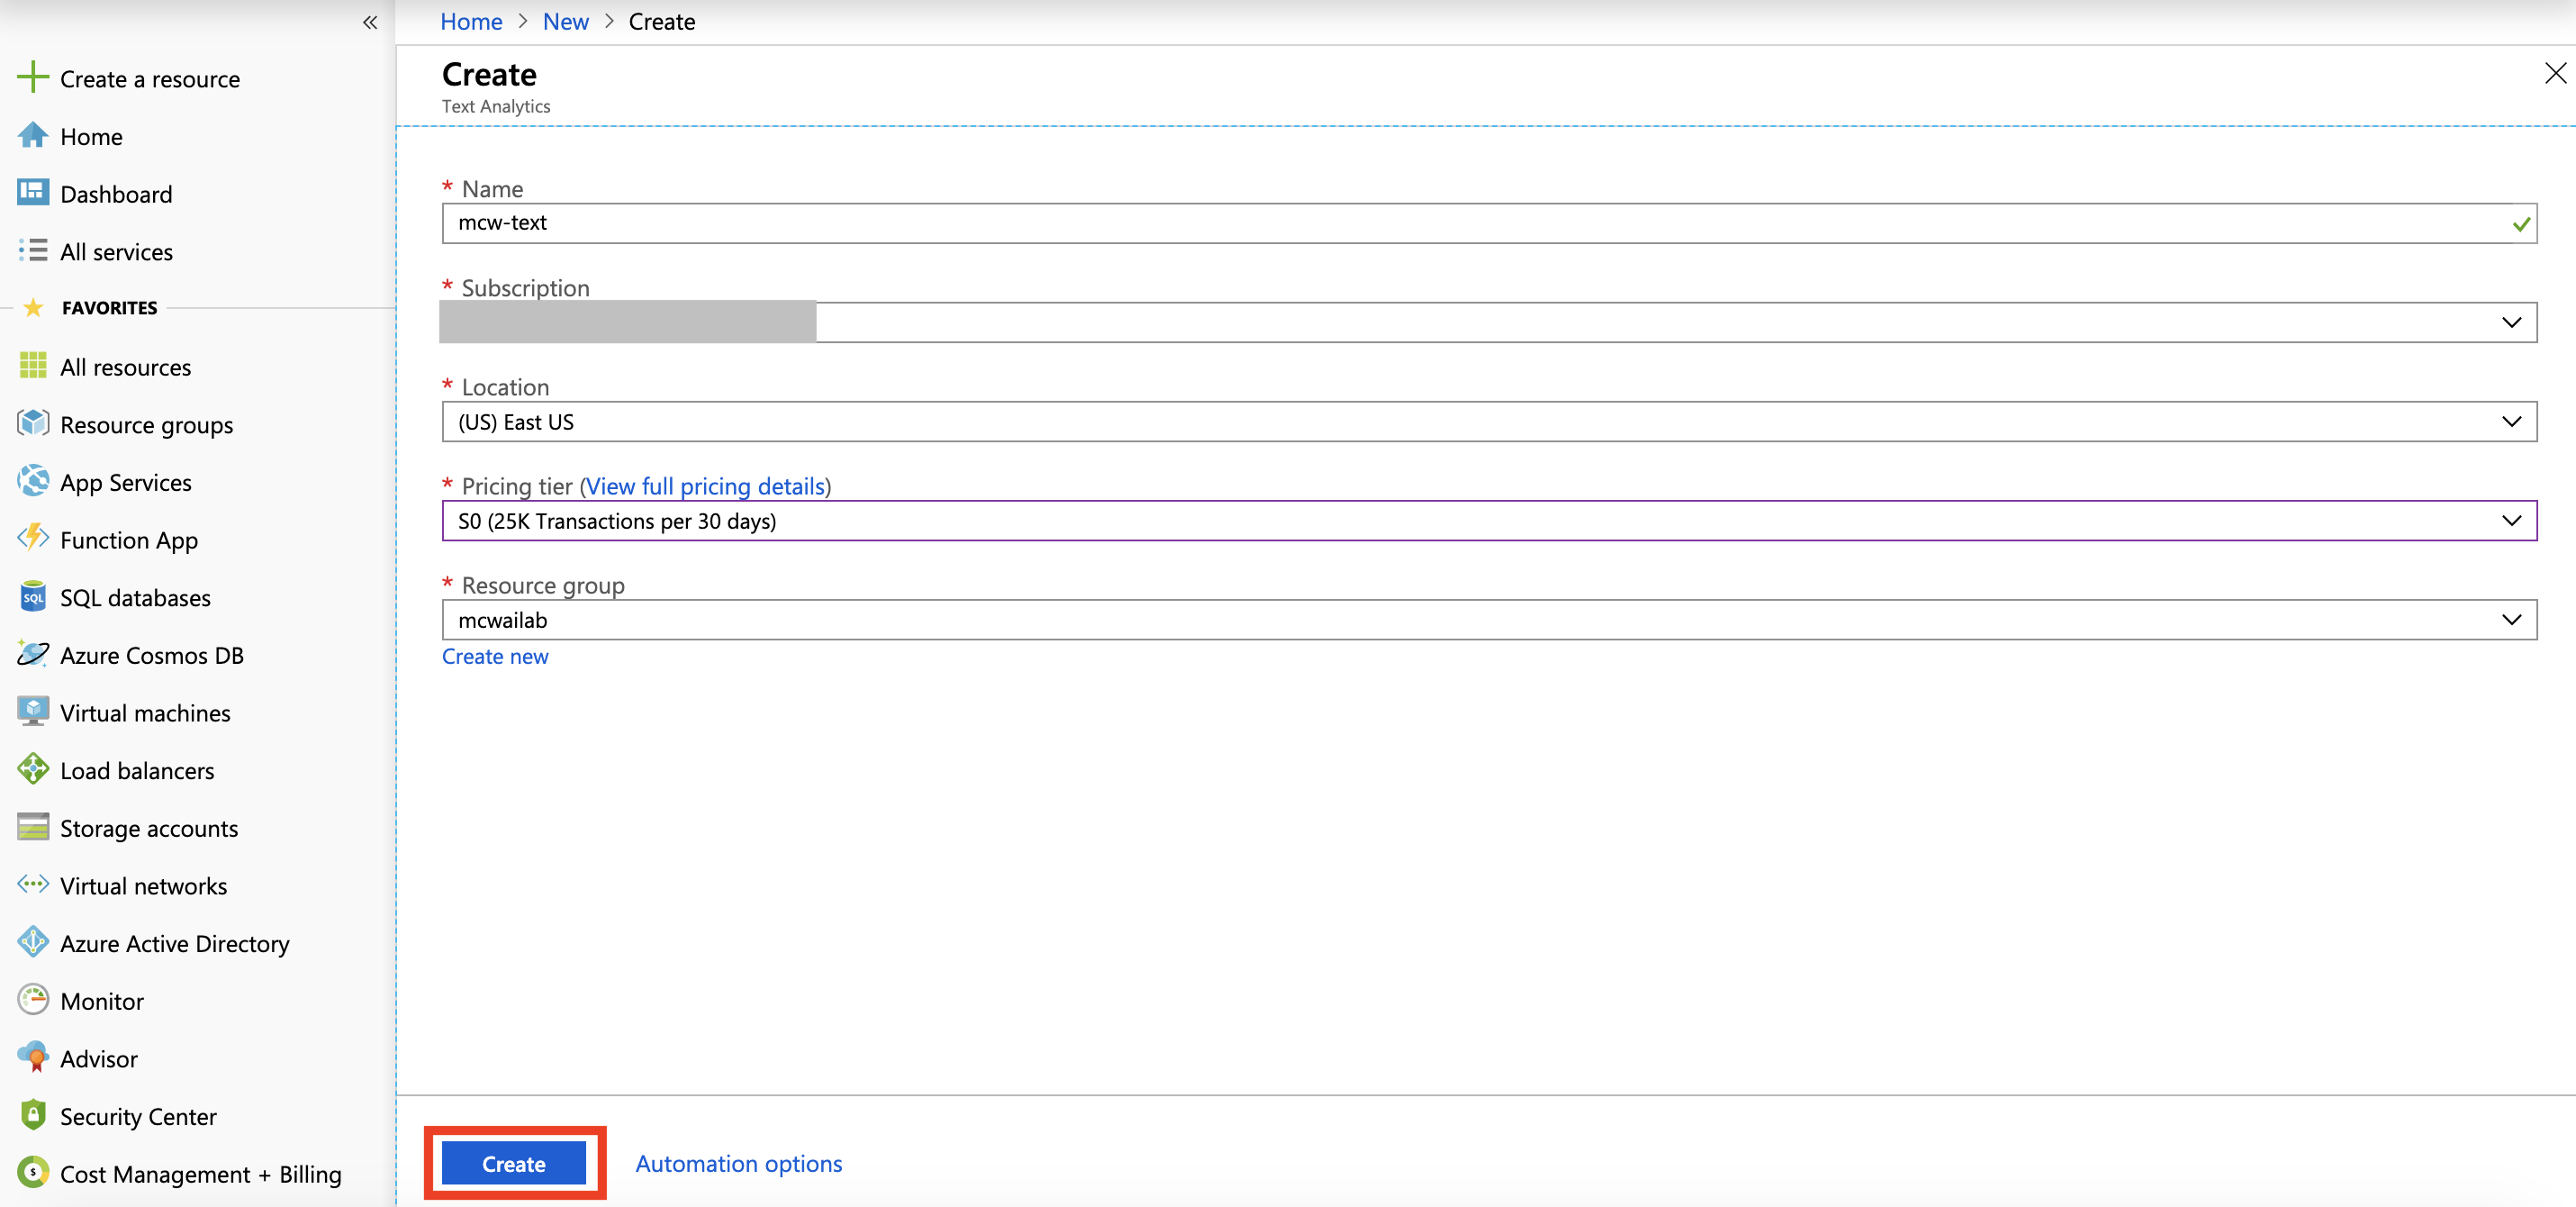 «
Create a resource
Home
Dashboard
All services
FAVORITES
All resources
Resource groups
App Services
Function App
SQL
SQL databases
Azure Cosmos DB
Virtual machines
Load balancers
Storage accounts
Virtual networks
Azure Active Directory
Monitor
Advisor
Security Center
$
Cost Management + Billing
Home > New > Create
Create
Text Analytics
* Name
mcw-text
* Subscription
* Location
(US) East US
* Pricing tier (View full pricing details)
S0 (25K Transactions per 30 days)
* Resource group
mcwailab
Create new
Create Automation options